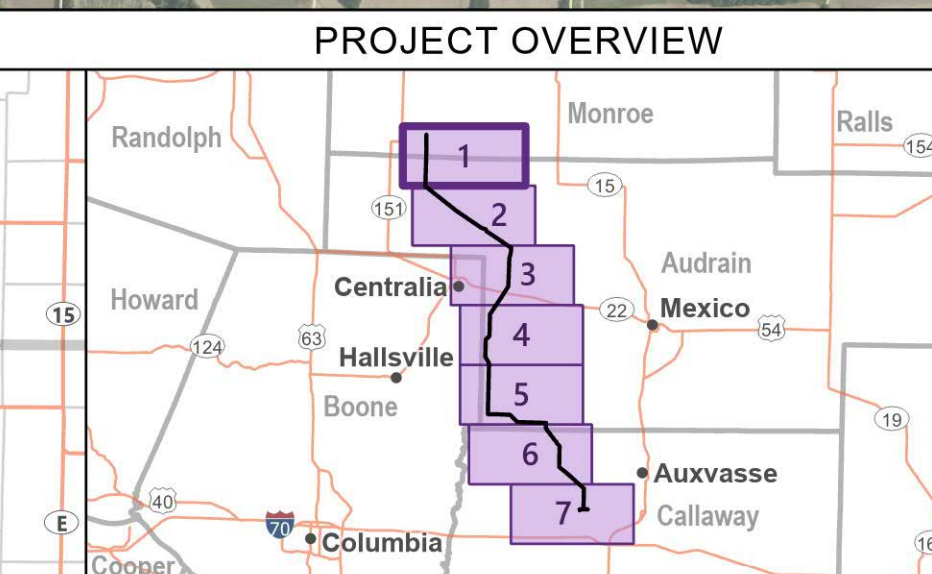 PROJECT OVERVIEW
Monroe
Ralls
Randolph
154
1
15
151
2
Audrain
3
Centralia
Howard
22
Mexico
15
63
4
54
124
Hallsville
5
Boone
19
6
Auxvasse
40
7
Callaway
E
70
Columbia
16
Cooper